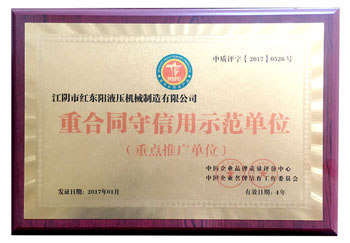 中质评字【2017】0526号
江阴市红东阳液压机械制造有限公司
重合同守信用示范单位
（重点推广单位）
中国企业品牌质量评价中心
中国企业名牌培育工作委员会
发证日期：2017年01月
有效日期：4年